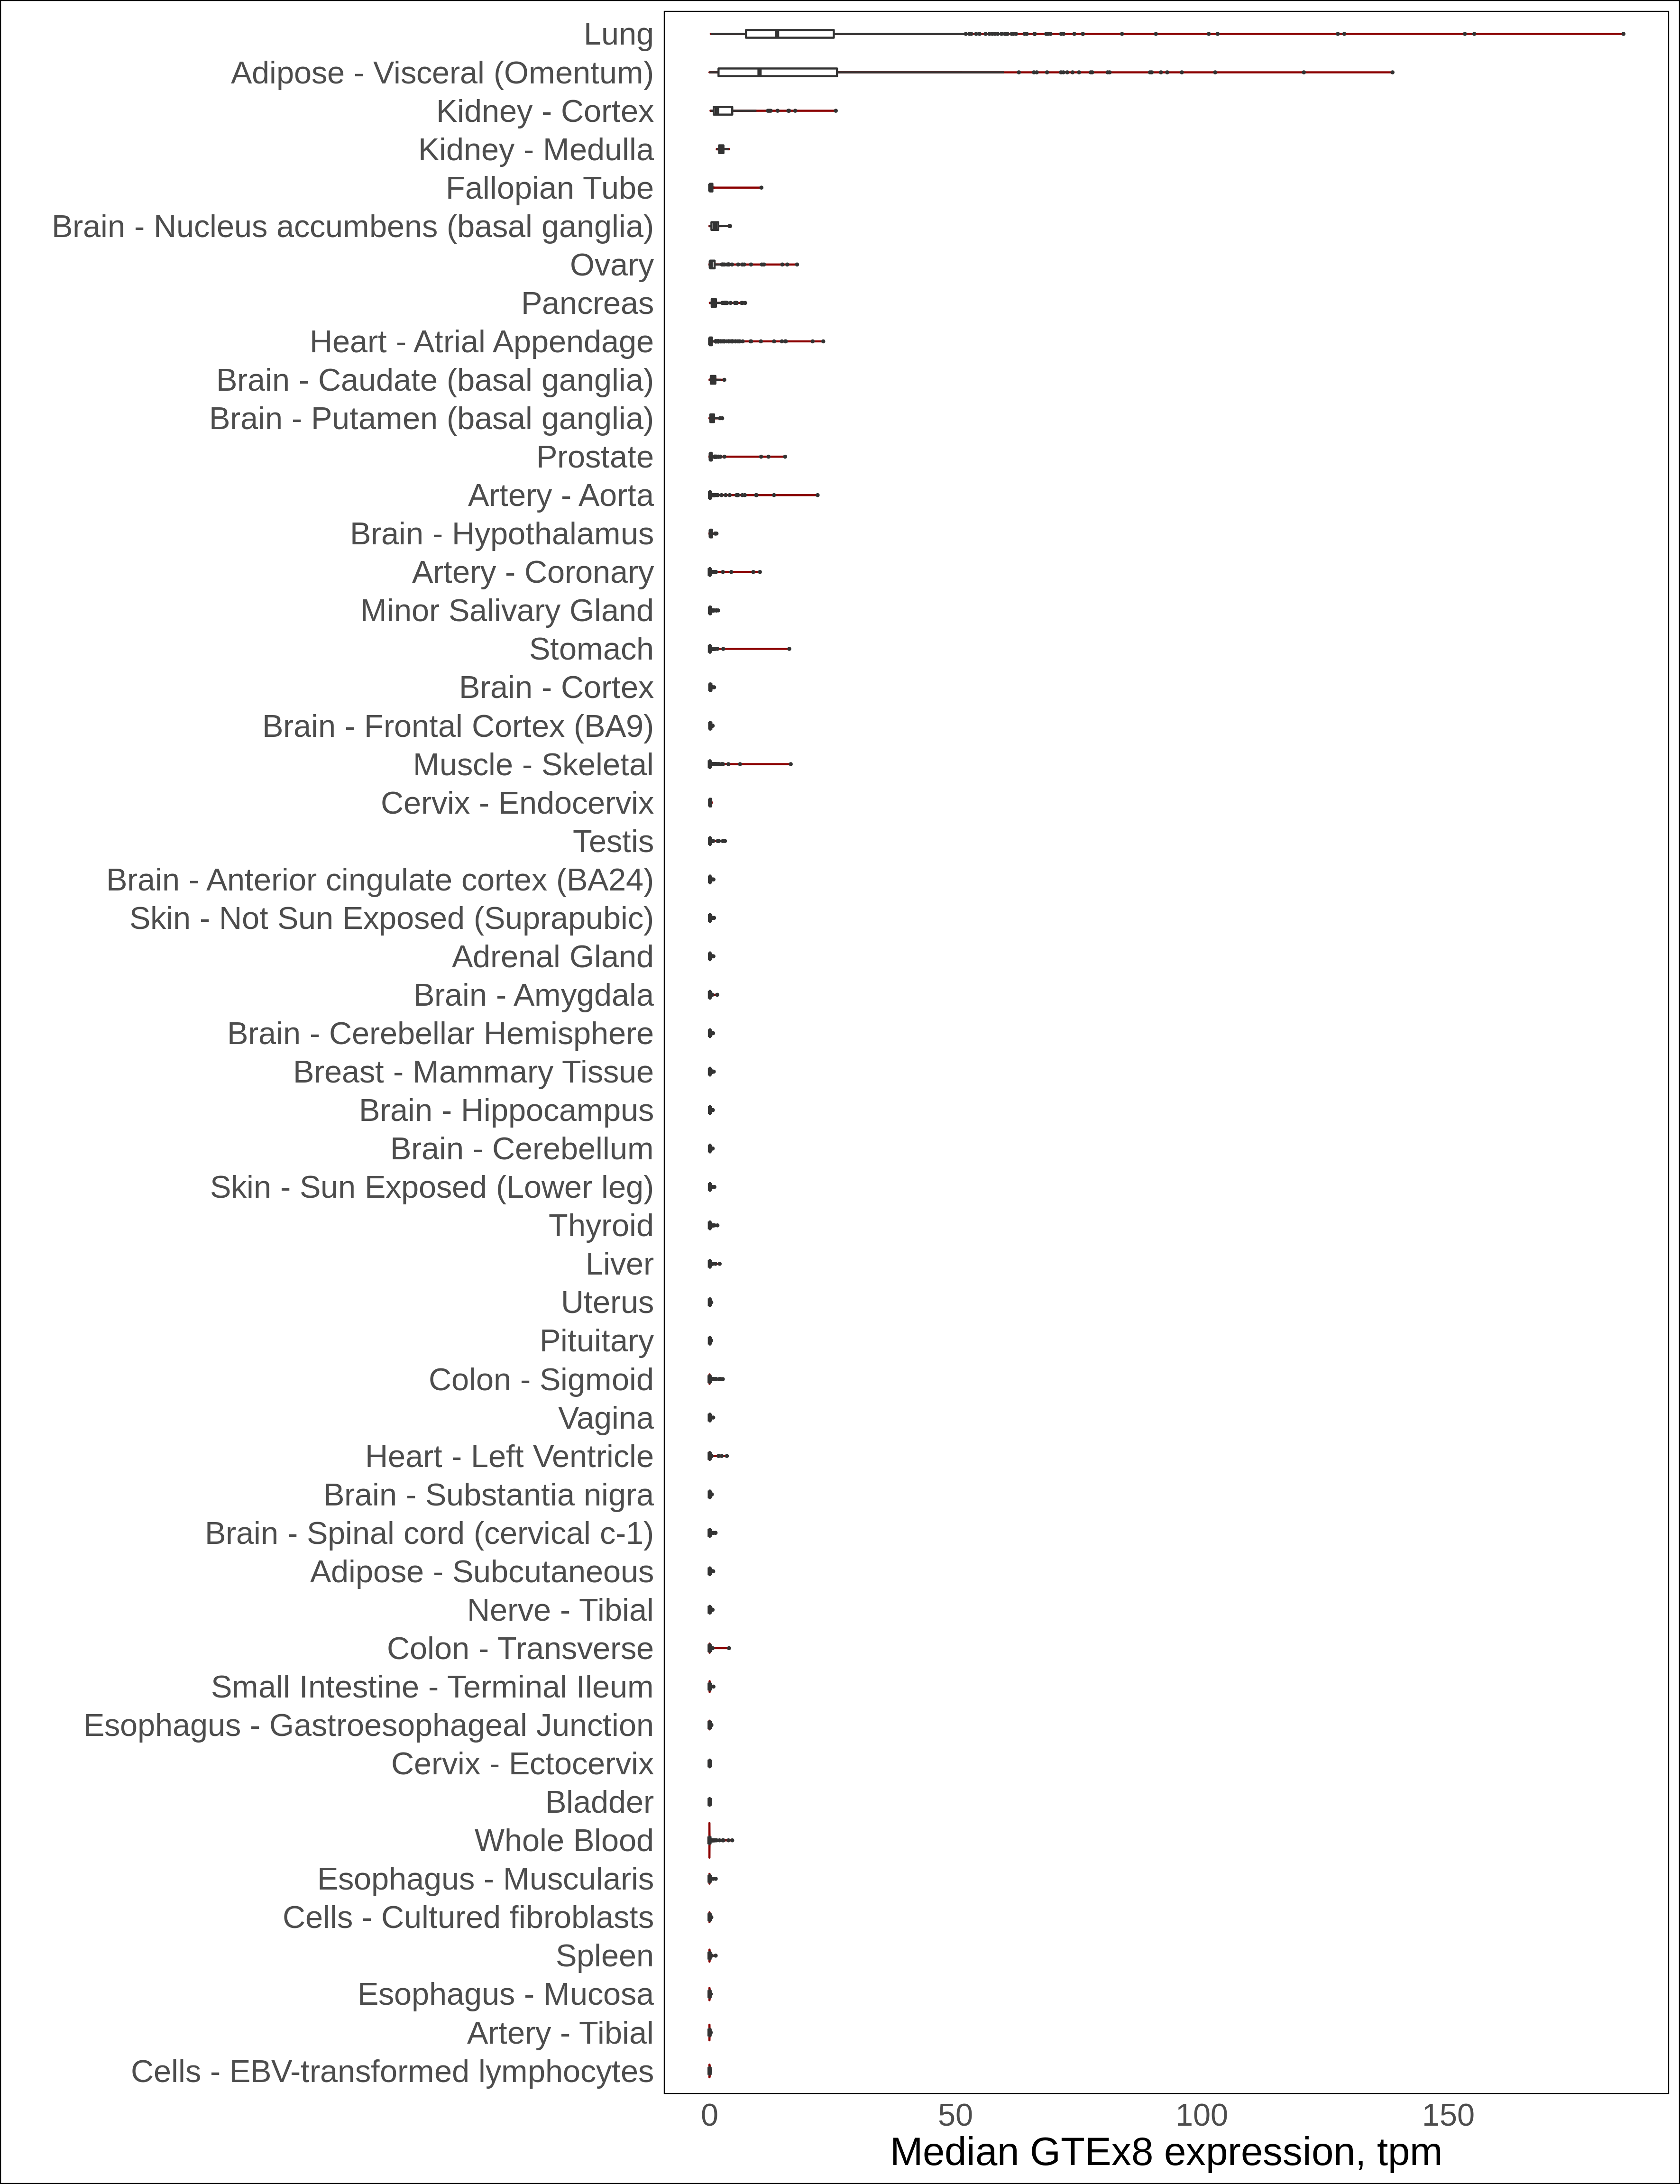 Lung
Adipose - Visceral (Omentum)
Kidney - Cortex
Kidney - Medulla
Fallopian Tube
Brain - Nucleus accumbens (basal ganglia)
Ovary
Pancreas
Heart - Atrial Appendage
Brain - Caudate (basal ganglia)
Brain - Putamen (basal ganglia)
Prostate
Artery - Aorta
Brain - Hypothalamus
Artery - Coronary
Minor Salivary Gland
Stomach
Brain - Cortex
Brain - Frontal Cortex (BA9)
Muscle - Skeletal
Cervix - Endocervix
Testis
Brain - Anterior cingulate cortex (BA24)
Skin - Not Sun Exposed (Suprapubic)
Adrenal Gland
Brain - Amygdala
Brain - Cerebellar Hemisphere
Breast - Mammary Tissue
Brain - Hippocampus
Brain - Cerebellum
Skin - Sun Exposed (Lower leg)
Thyroid
Liver
Uterus
Pituitary
Colon - Sigmoid
Vagina
Heart - Left Ventricle
Brain - Substantia nigra
Brain - Spinal cord (cervical c-1)
Adipose - Subcutaneous
Nerve - Tibial
Colon - Transverse
Small Intestine - Terminal Ileum
Esophagus - Gastroesophageal Junction
Cervix - Ectocervix
Bladder
Whole Blood
Esophagus - Muscularis
Cells - Cultured fibroblasts
Spleen
Esophagus - Mucosa
Artery - Tibial
Cells - EBV-transformed lymphocytes
0 50 100 150
Median GTEx8 expression, tpm